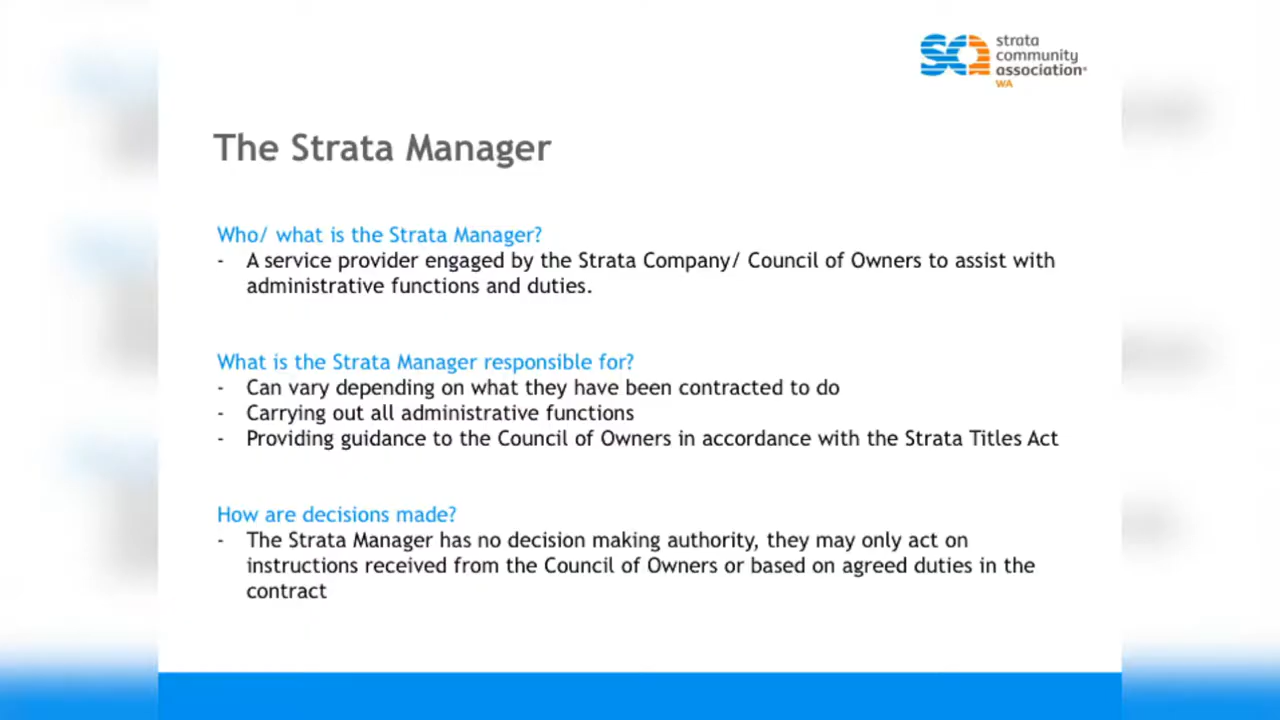 strata
community
association
WA
The Strata Manager
Who/ what is the Strata Manager?
- A service provider engaged by the Strata Company/ Council of Owners to assist with
administrative functions and duties.
What is the Strata Manager responsible for?
- Can vary depending on what they have been contracted to do
- Carrying out all administrative functions
- Providing guidance to the Council of Owners in accordance with the Strata Titles Act
How are decisions made?
- The Strata Manager has no decision making authority, they may only act on
instructions received from the Council of Owners or based on agreed duties in the
contract